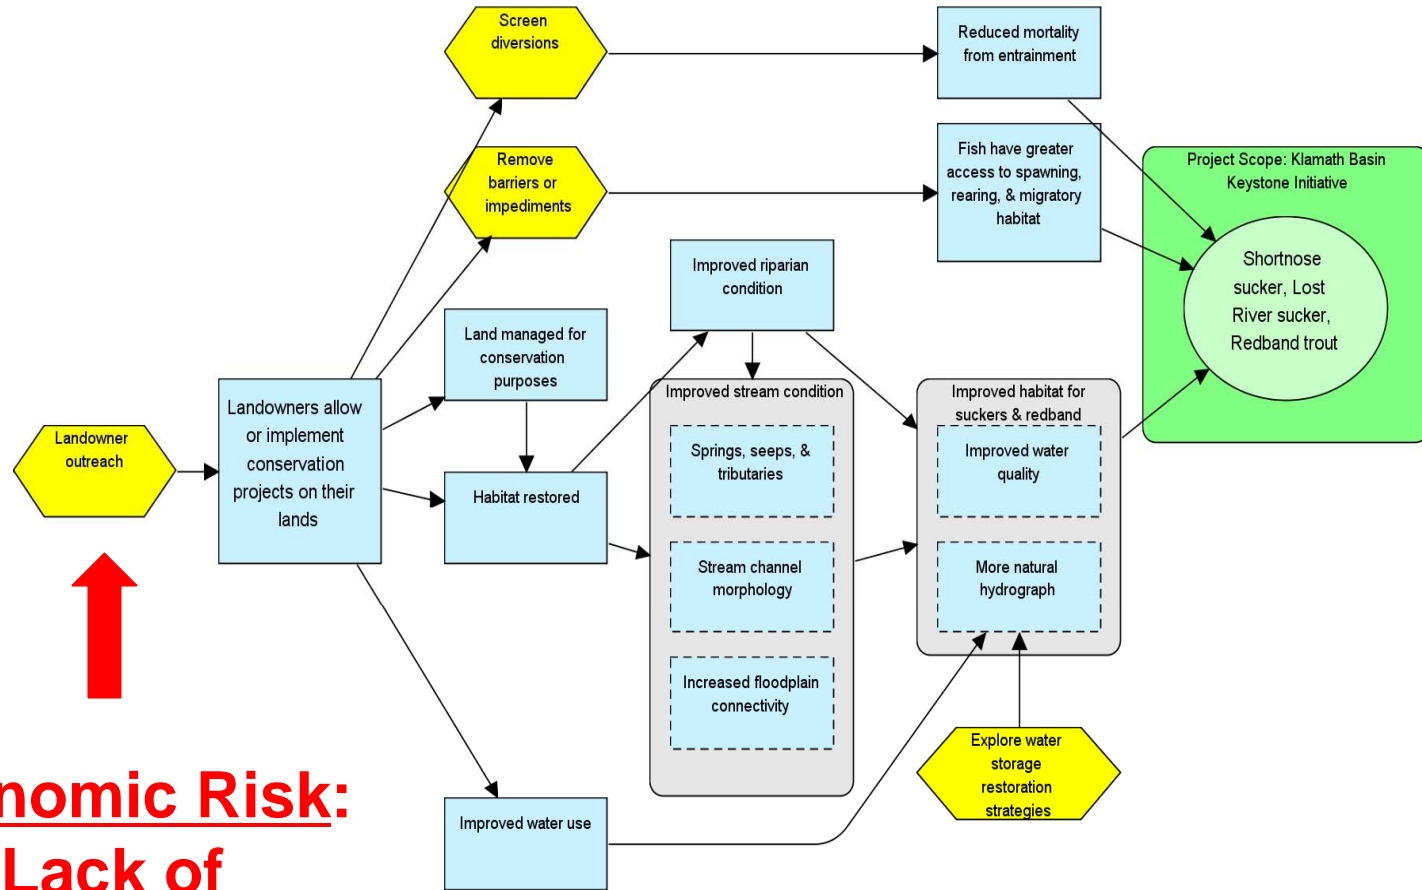 Screen
diversions
Reduced mortality
from entrainment
Remove
barriers or
impediments
Fish have greater
access to spawning,
rearing, & migratory
habitat
Project Scope: Klamath Basin
Keystone Initiative
Shortnose
sucker, Lost
River sucker,
Redband trout
Improved riparian
condition
Land managed for
conservation
purposes
Landowner
outreach
Landowners allow
or implement
conservation
projects on their
lands
Habitat restored
Improved stream condition
Springs, seeps, &
tributaries
Stream channel
morphology
Increased floodplain
connectivity
Improved habitat for
suckers & redband
Improved water
quality
More natural
hydrograph
Explore water
storage
restoration
strategies
Improved water use
nomic Risk:
Lack of